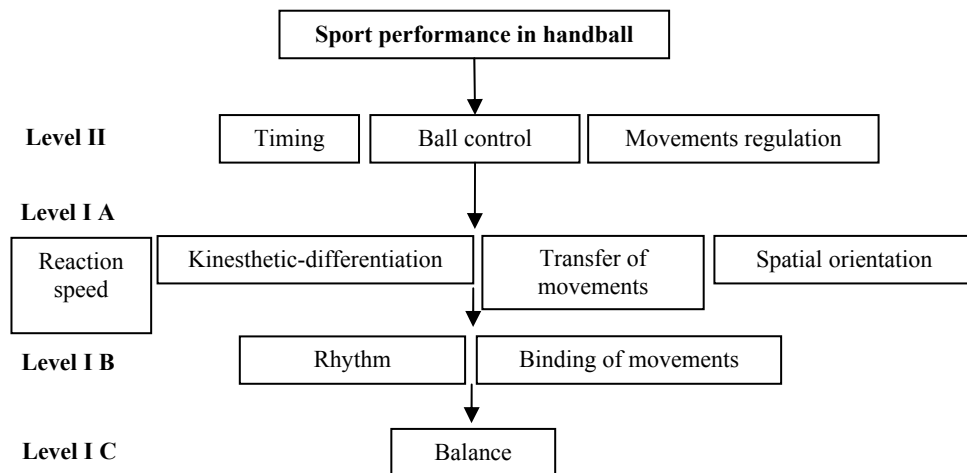 Sport performance in handball
Level II
Timing
Ball control
Movements regulation
Level I A
Reaction
speed
Kinesthetic-differentiation
Transfer of
movements
Spatial orientation
Level I B
Rhythm
Binding of movements
Level I C
Balance